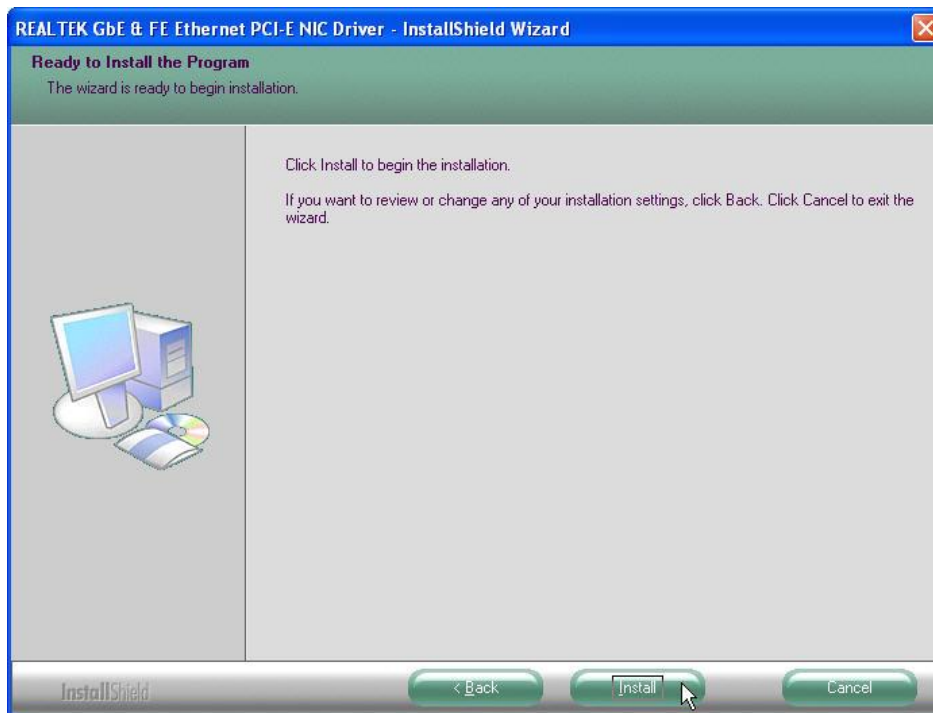 REALTEK GbE & FE Ethernet PCI-E NIC Driver - InstallShield Wizard
Ready to Install the Program
The wizard is ready to begin installation.
Click Install to begin the installation.
If you want to review or change any of your installation settings, click Back. Click Cancel to exit the
wizard.
InstallShield
< Back
Install
Cancel